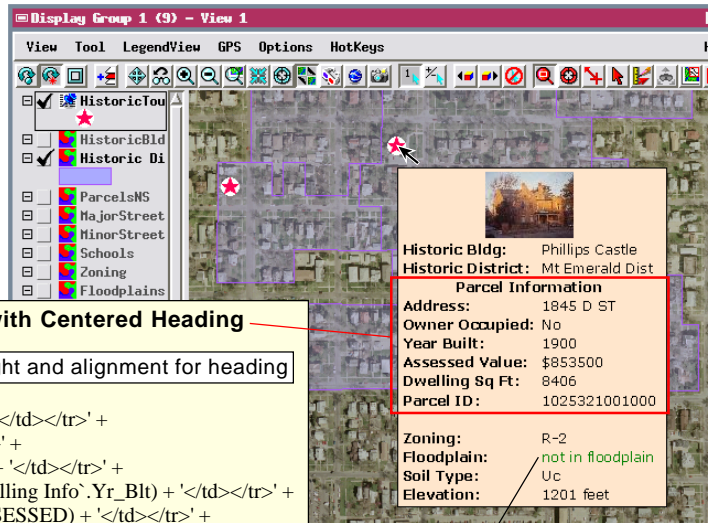 Display Group 1 (9) - View 1
View Tool LegendView GPS Options HotKeys H
HistoricTou
HistoricBld
Historic Di
ParcelsNS
MajorStreet
MinorStreet
Schools
Zoning
Floodplains
Historic Bldg: Phillips Castle
Historic District: Mt Emerald Dist
Parcel Information
Address: 1845 D ST
Owner Occupied: No
Year Built: 1900
Assessed Value: $853500
Dwelling Sq Ft: 8406
Parcel ID: 1025321001000
Zoning: R-2
Floodplain: not in floodplain
Soil Type: Uc
Elevation: 1201 feet
with Centered Heading
ght and alignment for heading
</td></tr>' +
' +
+ '</td></tr>' +
lling Info`.Yr_Blt) + '</td></tr>' +
SESSED) + '</td></tr>' +